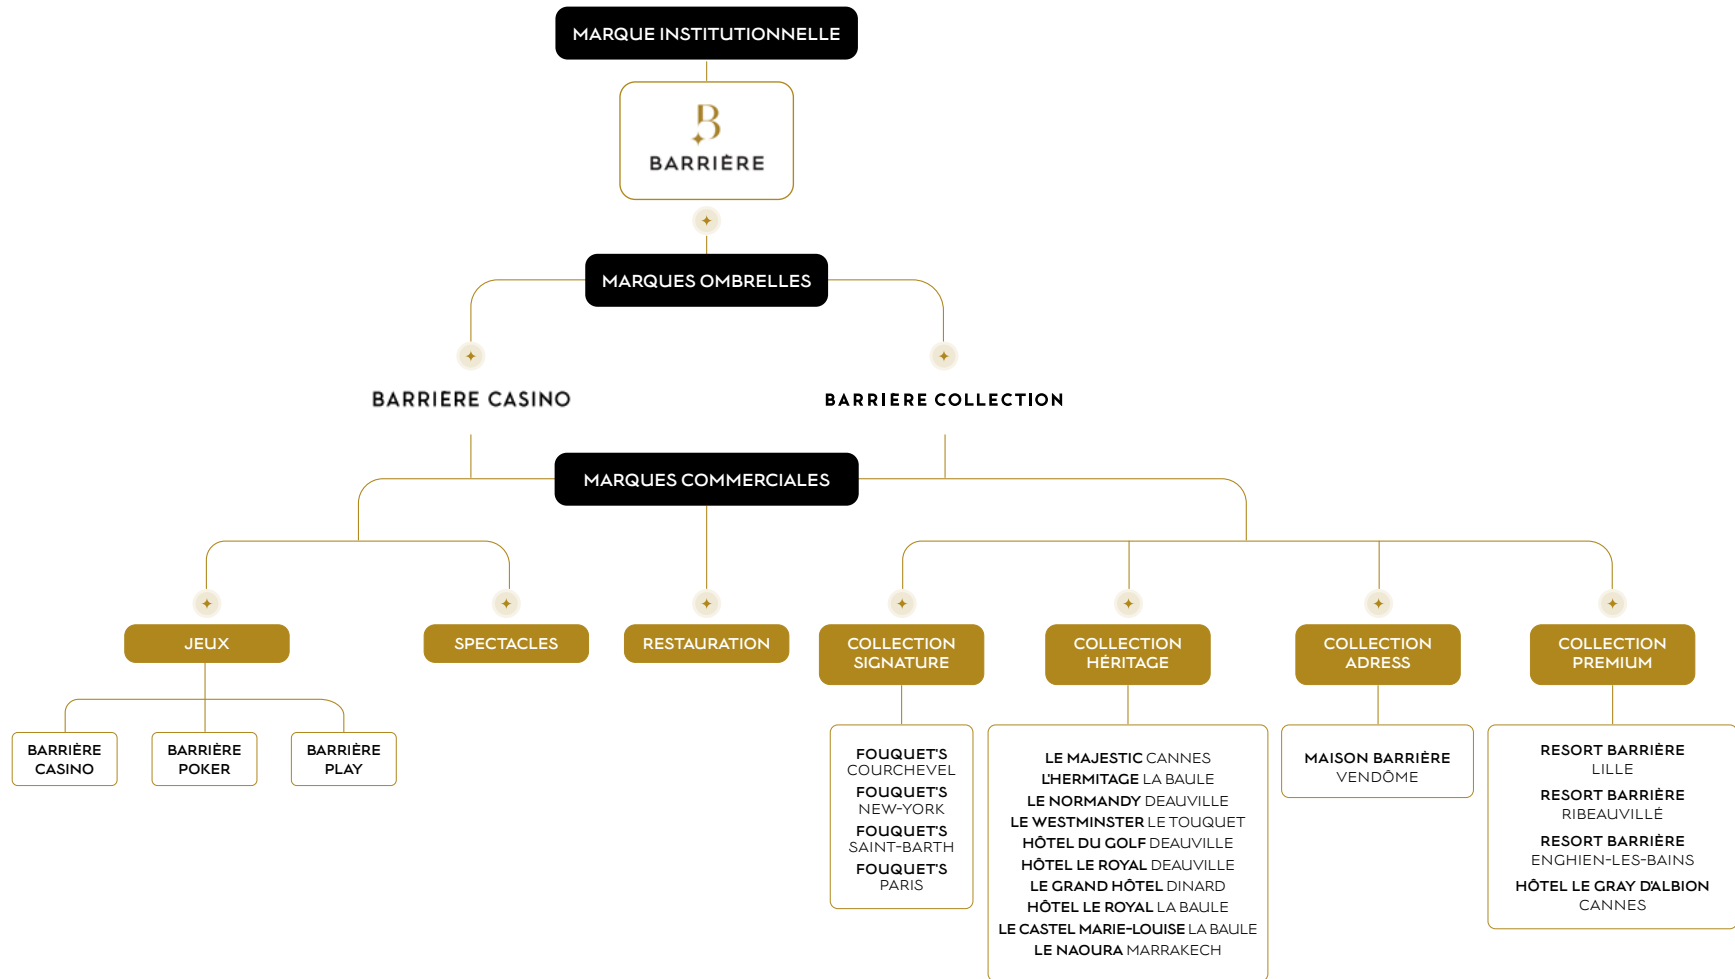 MARQUE INSTITUTIONNELLE
B
BARRIÈRE
MARQUES OMBRELLES
BARRIÈRE CASINO
BARRIERE COLLECTION
MARQUES COMMERCIALES
JEUX
SPECTACLES
RESTAURATION
COLLECTION
SIGNATURE
COLLECTION
HÉRITAGE
COLLECTION
ADRESS
COLLECTION
PREMIUM
BARRIÈRE
CASINO
BARRIÈRE
POKER
BARRIÈRE
PLAY
FOUQUET'S
COURCHEVEL
FOUQUET'S
NEW-YORK
FOUQUET'S
SAINT-BARTH
FOUQUET'S
PARIS
LE MAJESTIC CANNES
L'HERMITAGE LA BAULE
LE NORMANDY DEAUVILLE
LE WESTMINSTER LE TOUQUET
HÔTEL DU GOLF DEAUVILLE
HÔTEL LE ROYAL DEAUVILLE
LE GRAND HÔTEL DINARD
HÔTEL LE ROYAL LA BAULE
LE CASTEL MARIE-LOUISE LA BAULE
LE NAOURA MARRAKECH
MAISON BARRIÈRE
VENDÔME
RESORT BARRIÈRE
LILLE
RESORT BARRIÈRE
RIBEAUVILLÉ
RESORT BARRIÈRE
ENGHIEN-LES-BAINS
HÔTEL LE GRAY D'ALBION
CANNES